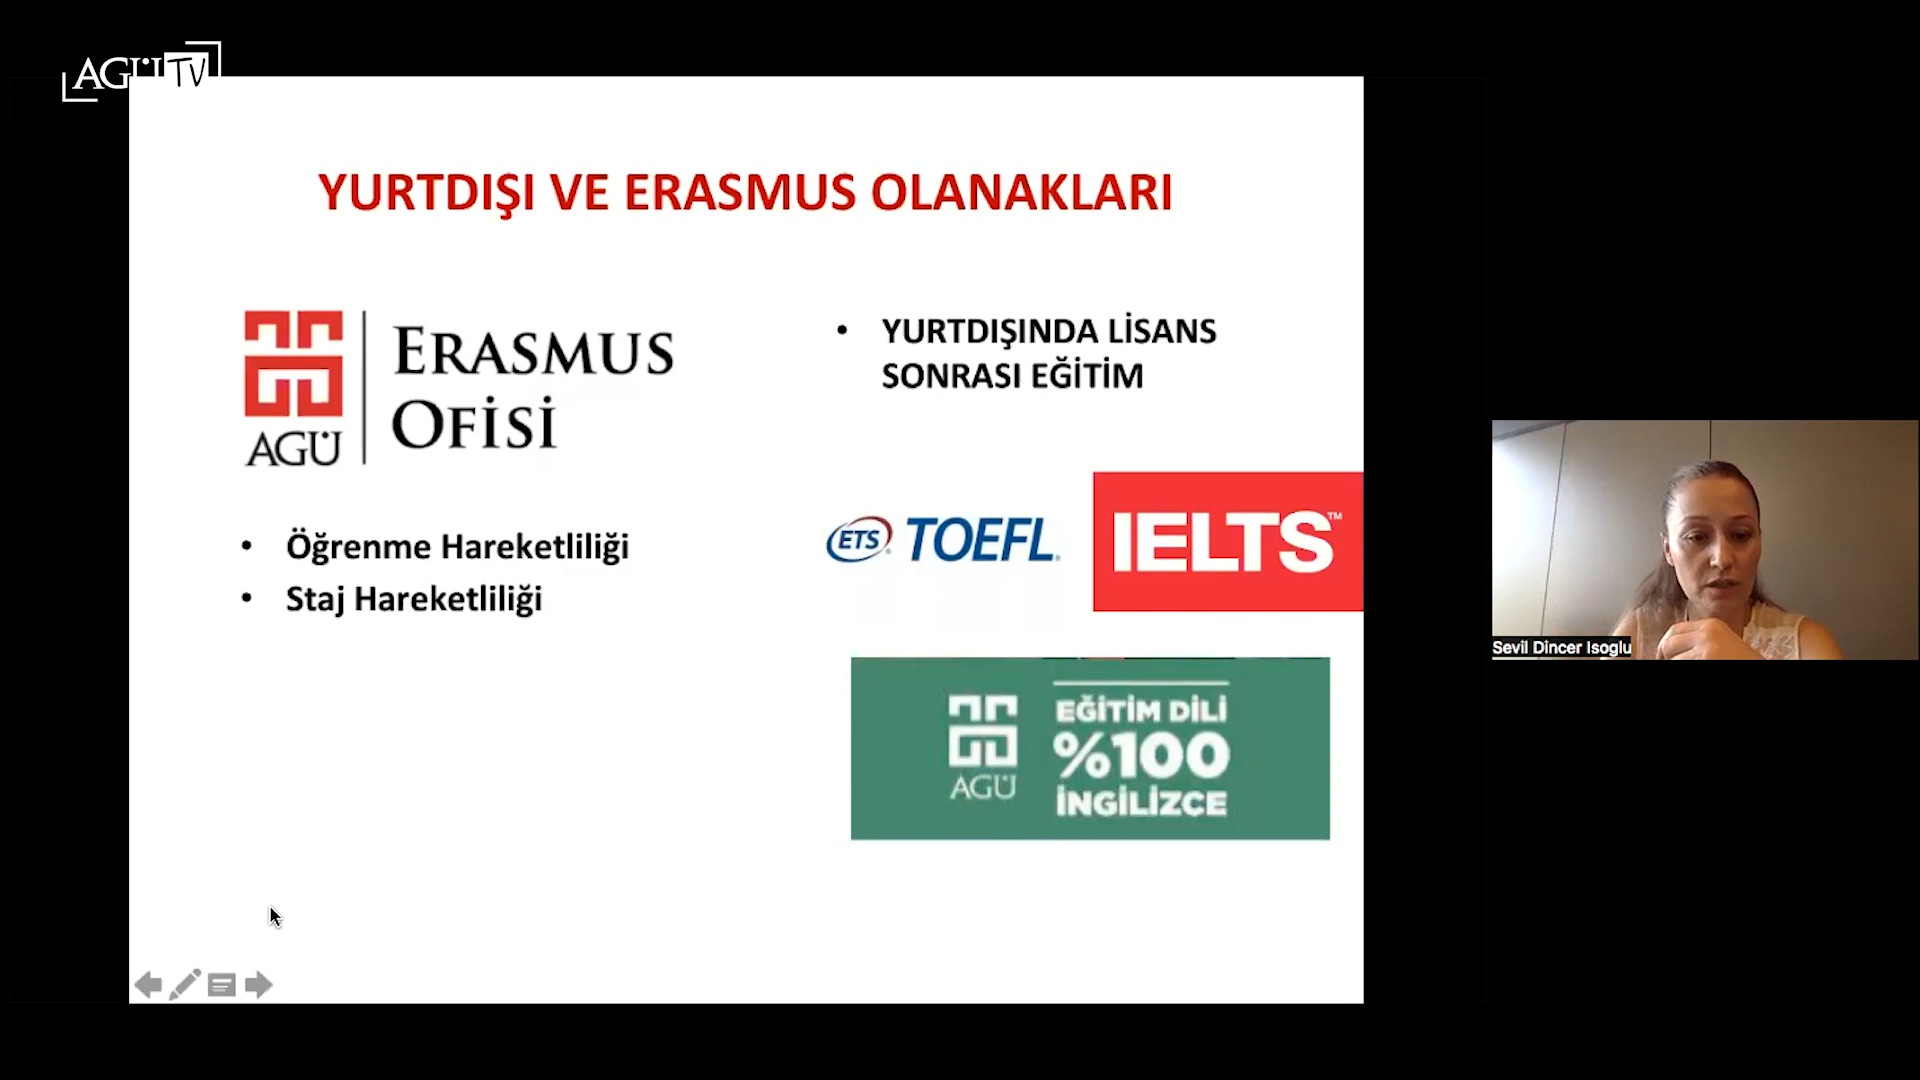 AGÜ TV
YURTDIŞI VE ERASMUS OLANAKLARI
AGÜ
ERASMUS
OFİSİ
• Öğrenme Hareketliliği
• Staj Hareketliliği
• YURTDIŞINDA LİSANS
SONRASI EĞİTİM
ETS TOEFL
IELTS™
AGÜ
EĞİTİM DİLİ
%100
İNGİLİZCE
Sevil Dincer Isoglu